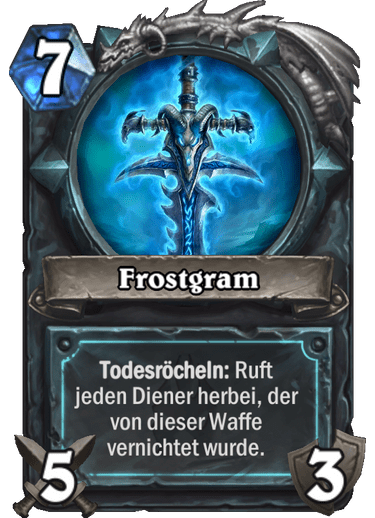 7
Frostgram
Todesröcheln: Ruft
jeden Diener herbei, der
von dieser Waffe
vernichtet wurde.
5
3